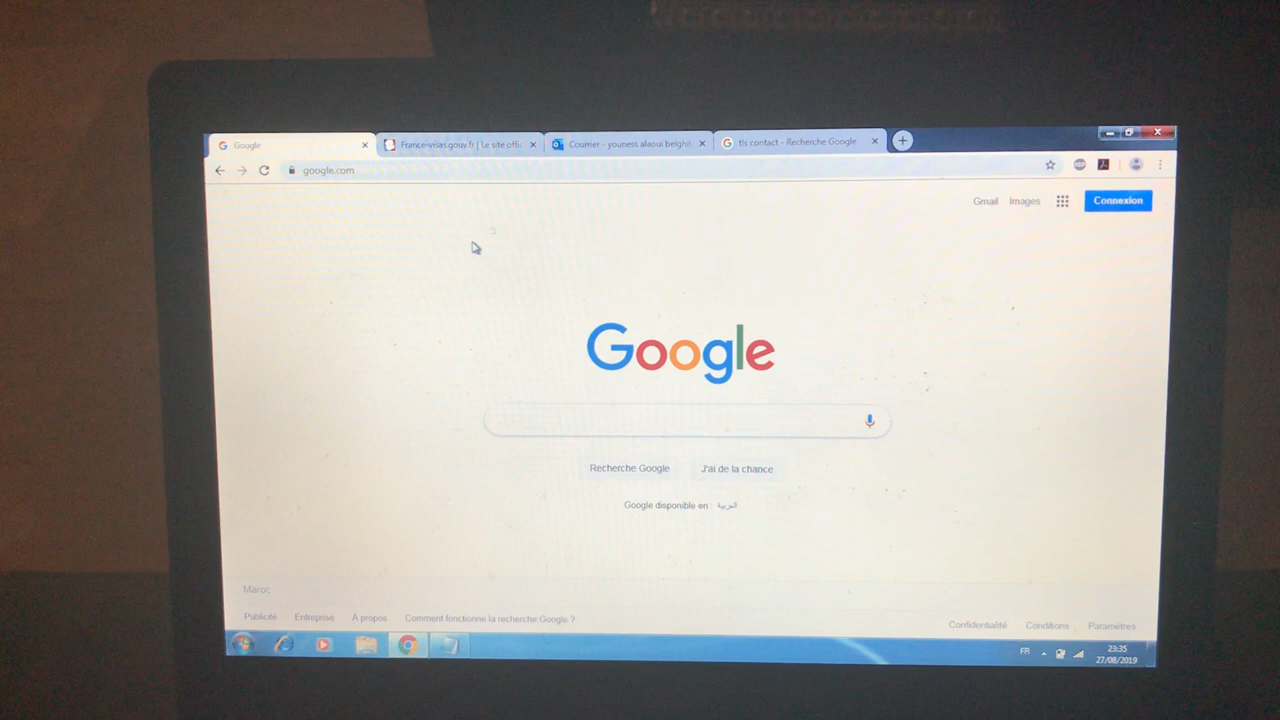 Google
France-visas.gouv.fr | Le site offic
Courrier - youness alaoui belghit
tls contact - Recherche Google
google.com
Gmail Images Connexion
Google
Recherche Google J'ai de la chance
Google disponible en : العربية
Maroc
Publicité Entreprise À propos Comment fonctionne la recherche Google ?
Confidentialité Conditions Paramètres
FR
23:35
27/08/2019